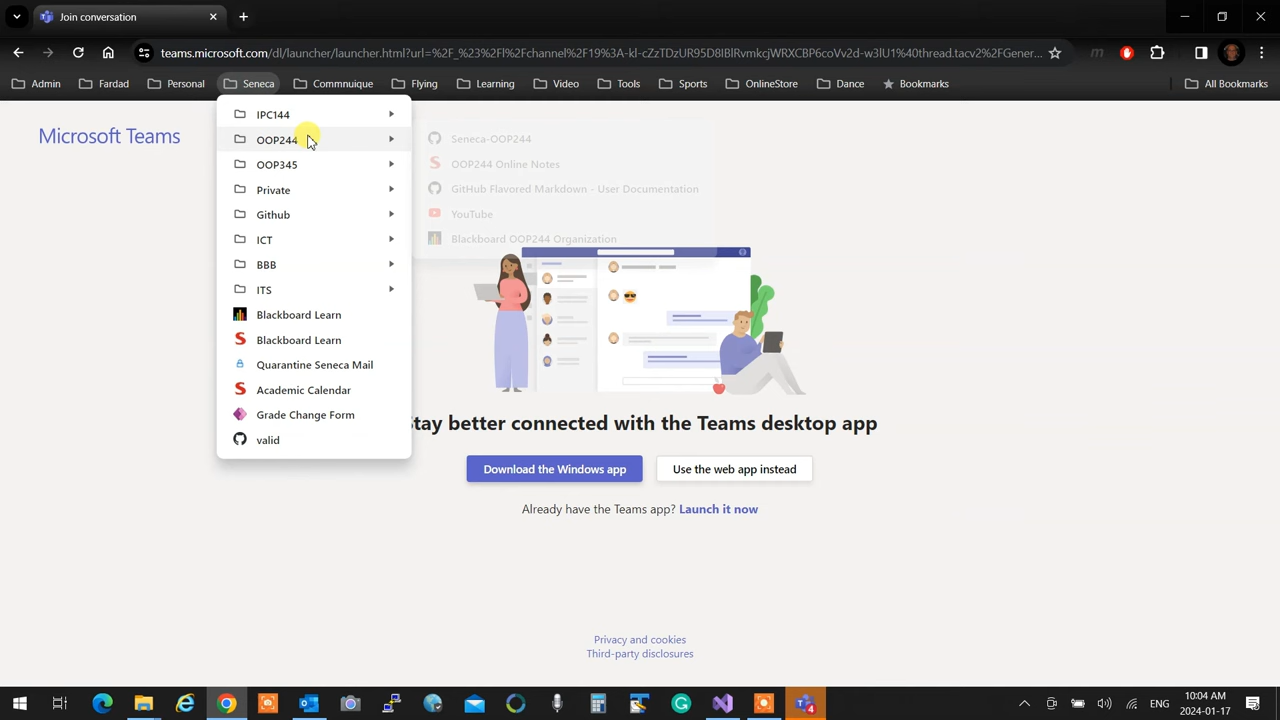 Join conversation
teams.microsoft.com/dl/launcher/launcher.html?url=%2F_%23%2Fl%2Fchannel%2F19%3A-kl-cZzTDzUR95D8IBlRvmkcjWRXCBP6coVv2d-w3lU1%40thread.tacv2%2FGener...
Admin
Fardad
Personal
Seneca
Commnuique
Flying
Learning
Video
Tools
Sports
OnlineStore
Dance
Bookmarks
All Bookmarks
Microsoft Teams
IPC144
OOP244
OOP345
Private
Github
ICT
BBB
ITS
Blackboard Learn
Blackboard Learn
Quarantine Seneca Mail
Academic Calendar
Grade Change Form
valid
Seneca-OOP244
OOP244 Online Notes
GitHub Flavored Markdown - User Documentation
YouTube
Blackboard OOP244 Organization
tay better connected with the Teams desktop app
Download the Windows app
Use the web app instead
Already have the Teams app? Launch it now
Privacy and cookies
Third-party disclosures
ENG
10:04 AM
2024-01-17